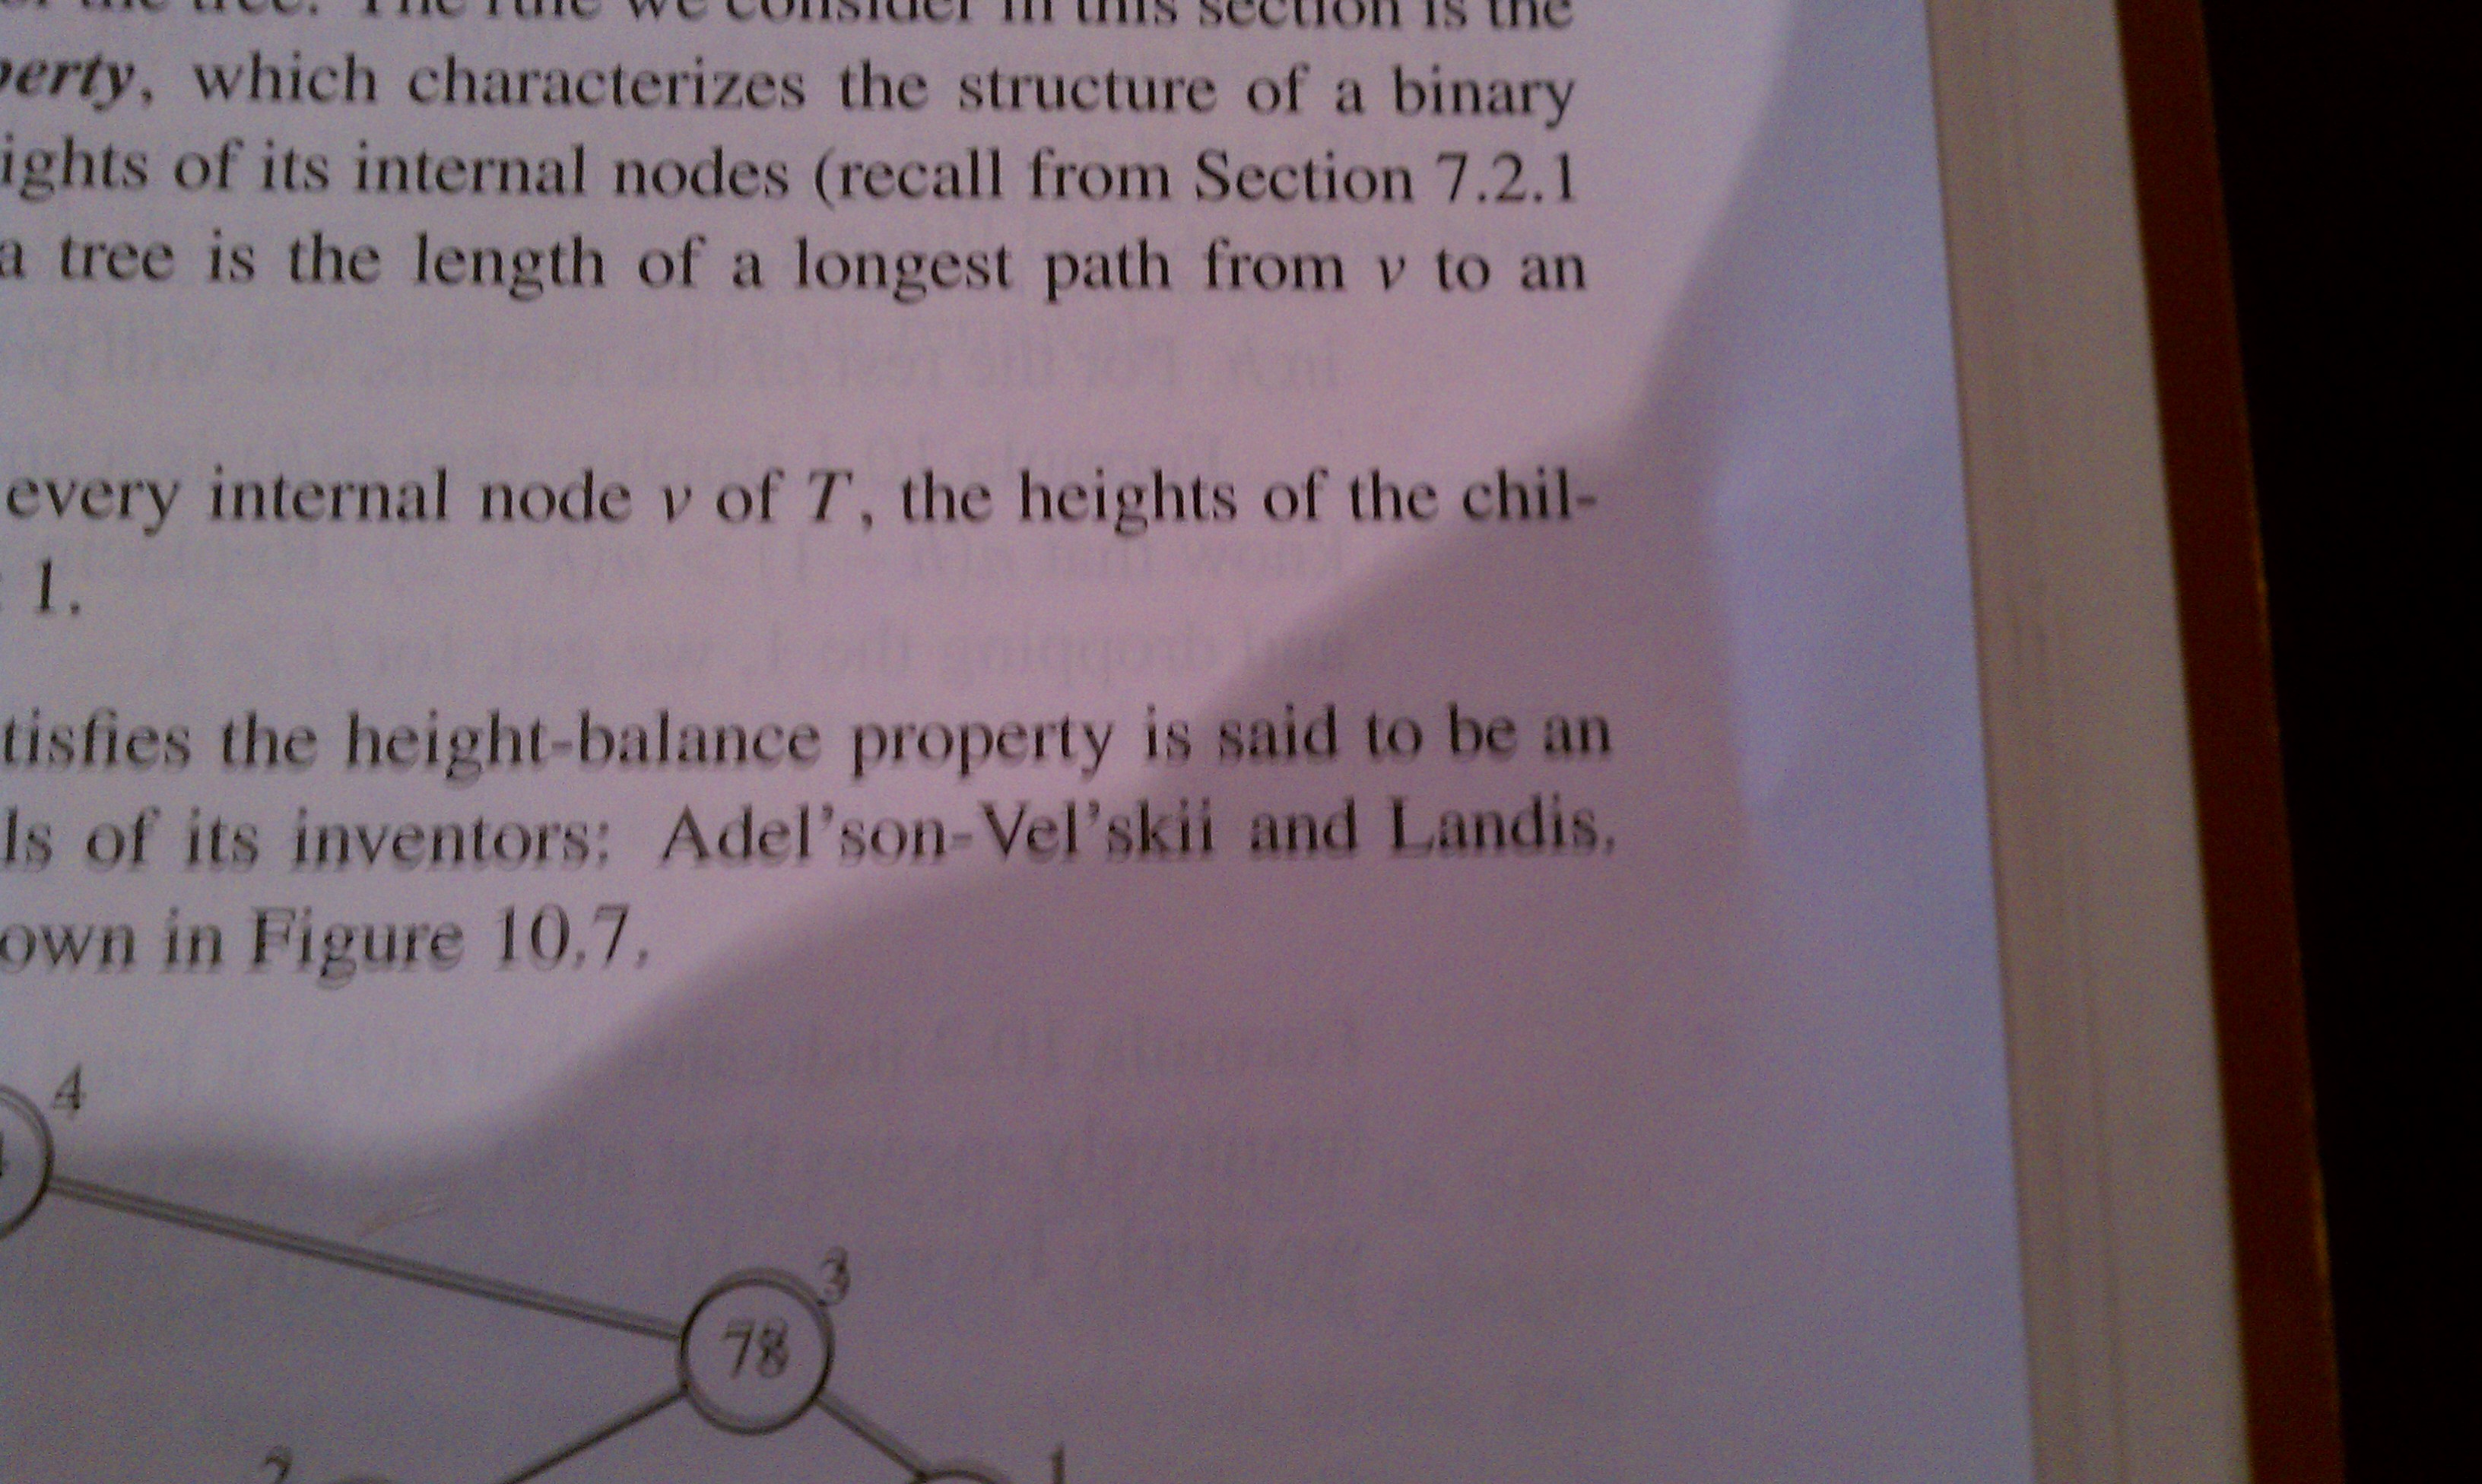 the tree. The rule we consider in this section is the
perty, which characterizes the structure of a binary
ights of its internal nodes (recall from Section 7.2.1
a tree is the length of a longest path from v to an
every internal node v of T, the heights of the chil-
1.
tisfies the height-balance property is said to be an
ls of its inventors: Adel'son-Vel'skii and Landis.
own in Figure 10.7.
4
3
78
2
1